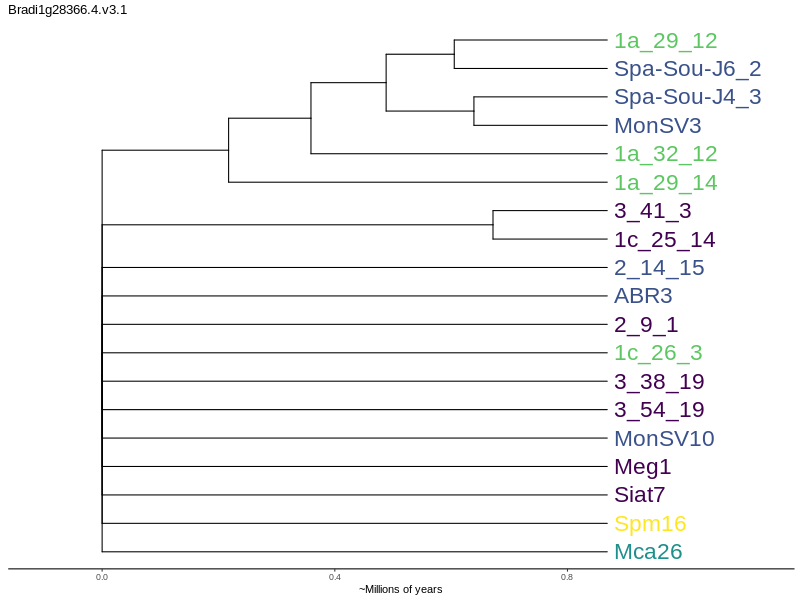 Bradi1g28366.4.v3.1
1a_29_12
Spa-Sou-J6_2
Spa-Sou-J4_3
MonSV3
1a_32_12
1a_29_14
3_41_3
1c_25_14
2_14_15
ABR3
2_9_1
1c_26_3
3_38_19
3_54_19
MonSV10
Meg1
Siat7
Spm16
Mca26
0.0 0.4 0.8
~Millions of years